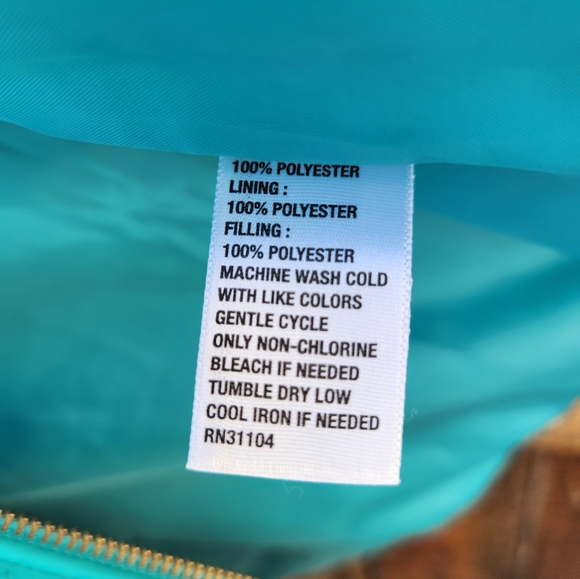 100% POLYESTER
LINING :
100% POLYESTER
FILLING :
100% POLYESTER
MACHINE WASH COLD
WITH LIKE COLORS
GENTLE CYCLE
ONLY NON-CHLORINE
BLEACH IF NEEDED
TUMBLE DRY LOW
COOL IRON IF NEEDED
RN31104